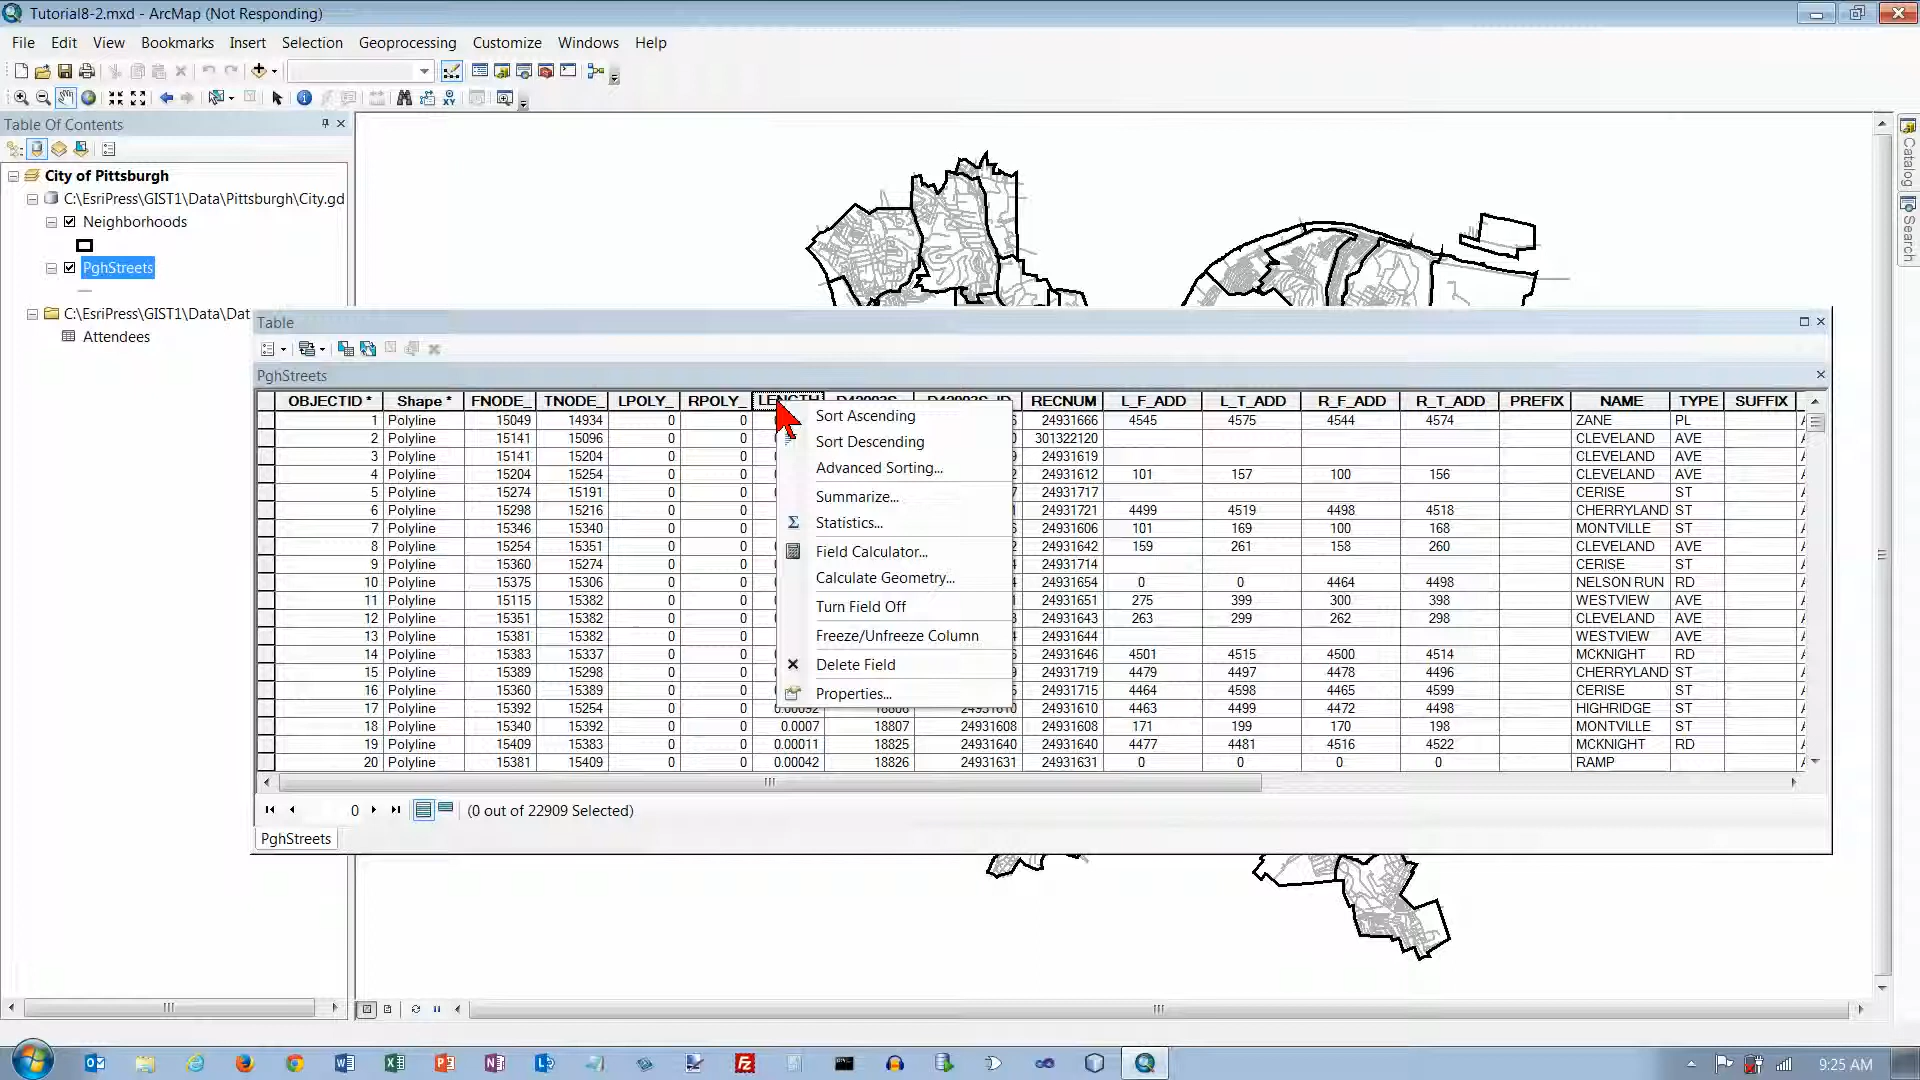 Tutorial8-2.mxd - ArcMap (Not Responding)
File Edit View Bookmarks Insert Selection Geoprocessing Customize Windows Help
Table Of Contents
City of Pittsburgh
C:\EsriPress\GIST1\Data\Pittsburgh\City.gd
Neighborhoods
PghStreets
C:\EsriPress\GIST1\Data\Dat
Attendees
Catalog
Search
Table
PghStreets
OBJECTID * Shape * FNODE_ TNODE_ LPOLY_ RPOLY_ LENGTH RECNUM L_F_ADD L_T_ADD R_F_ADD R_T_ADD PREFIX NAME TYPE SUFFIX
1 Polyline 15049 14934 0 0 24931666 4545 4575 4544 4574 ZANE PL
2 Polyline 15141 15096 0 0 301322120 CLEVELAND AVE
3 Polyline 15141 15204 0 0 24931619 CLEVELAND AVE
4 Polyline 15204 15254 0 0 24931612 101 157 100 156 CLEVELAND AVE
5 Polyline 15274 15191 0 0 24931717 CERISE ST
6 Polyline 15298 15216 0 0 24931721 4499 4519 4498 4518 CHERRYLAND ST
7 Polyline 15346 15340 0 0 24931606 101 169 100 168 MONTVILLE ST
8 Polyline 15254 15351 0 0 24931642 159 261 158 260 CLEVELAND AVE
9 Polyline 15360 15274 0 0 24931714 CERISE ST
10 Polyline 15375 15306 0 0 24931654 0 0 4464 4498 NELSON RUN RD
11 Polyline 15115 15382 0 0 24931651 275 399 300 398 WESTVIEW AVE
12 Polyline 15351 15382 0 0 24931643 263 299 262 298 CLEVELAND AVE
13 Polyline 15381 15382 0 0 24931644 WESTVIEW AVE
14 Polyline 15383 15337 0 0 24931646 4501 4515 4500 4514 MCKNIGHT RD
15 Polyline 15389 15298 0 0 24931719 4479 4497 4478 4496 CHERRYLAND ST
16 Polyline 15360 15389 0 0 24931715 4464 4598 4465 4599 CERISE ST
17 Polyline 15392 15254 0 0 0.00092 18806 24931610 24931610 4463 4499 4472 4498 HIGHRIDGE ST
18 Polyline 15340 15392 0 0 0.0007 18807 24931608 24931608 171 199 170 198 MONTVILLE ST
19 Polyline 15409 15383 0 0 0.00011 18825 24931640 24931640 4477 4481 4516 4522 MCKNIGHT RD
20 Polyline 15381 15409 0 0 0.00042 18826 24931631 24931631 0 0 0 0 RAMP
Sort Ascending
Sort Descending
Advanced Sorting...
Summarize...
Σ Statistics...
Field Calculator...
Calculate Geometry...
Turn Field Off
Freeze/Unfreeze Column
Delete Field
Properties...
0 (0 out of 22909 Selected)
PghStreets
9:25 AM